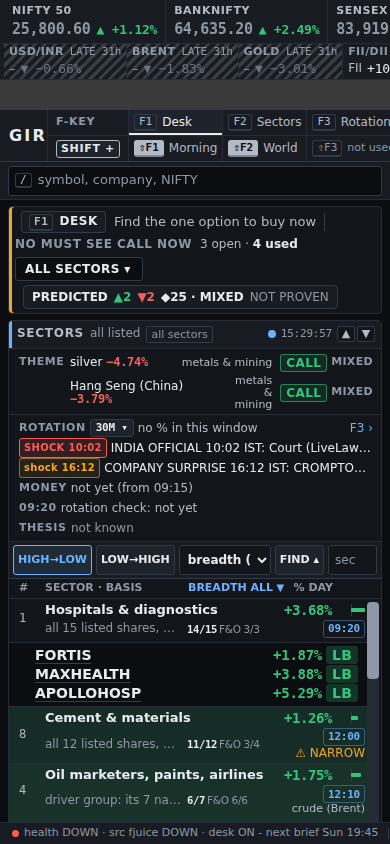 NIFTY 50 BANKNIFTY SENSEX
25,800.60 ▲ +1.12% 64,635.20 ▲ +2.49% 83,919
USD/INR LATE 31h BRENT LATE 31h GOLD LATE 31h FII/DII
– ▼ −0.66% – ▼ −1.83% – ▼ −3.01% FII +10
GIR F-KEY F1 Desk F2 Sectors F3 Rotation
SHIFT + ⇧F1 Morning ⇧F2 World ⇧F3 not used
/ symbol, company, NIFTY
F1 DESK Find the one option to buy now
NO MUST SEE CALL NOW 3 open · 4 used
ALL SECTORS ▾
PREDICTED ▲2 ▼2 ◆25 · MIXED NOT PROVEN
SECTORS all listed all sectors 15:29:57 ▲ ▼
THEME silver −4.74% metals & mining CALL MIXED
Hang Seng (China) −3.79% metals & mining CALL MIXED
ROTATION 30M ▾ no % in this window F3 ›
SHOCK 10:02 INDIA OFFICIAL 10:02 IST: Court (LiveLaw…
shock 16:12 COMPANY SURPRISE 16:12 IST: CROMPTO…
MONEY not yet (from 09:15)
09:20 rotation check: not yet
THESIS not known
HIGH→LOW LOW→HIGH breadth ( FIND ▴ sec
# SECTOR · BASIS BREADTH ALL ▼ % DAY
1 Hospitals & diagnostics +3.68%
all 15 listed shares, … 14/15 F&O 3/3 09:20
FORTIS +1.87% LB
MAXHEALTH +3.88% LB
APOLLOHOSP +5.29% LB
8 Cement & materials +1.26%
all 12 listed shares, … 11/12 F&O 3/4 12:00
⚠ NARROW
4 Oil marketers, paints, airlines +1.75%
driver group: its 7 na… 6/7 F&O 6/6 12:10
crude (Brent)
health DOWN · src fjuice DOWN · desk ON - next brief Sun 19:45